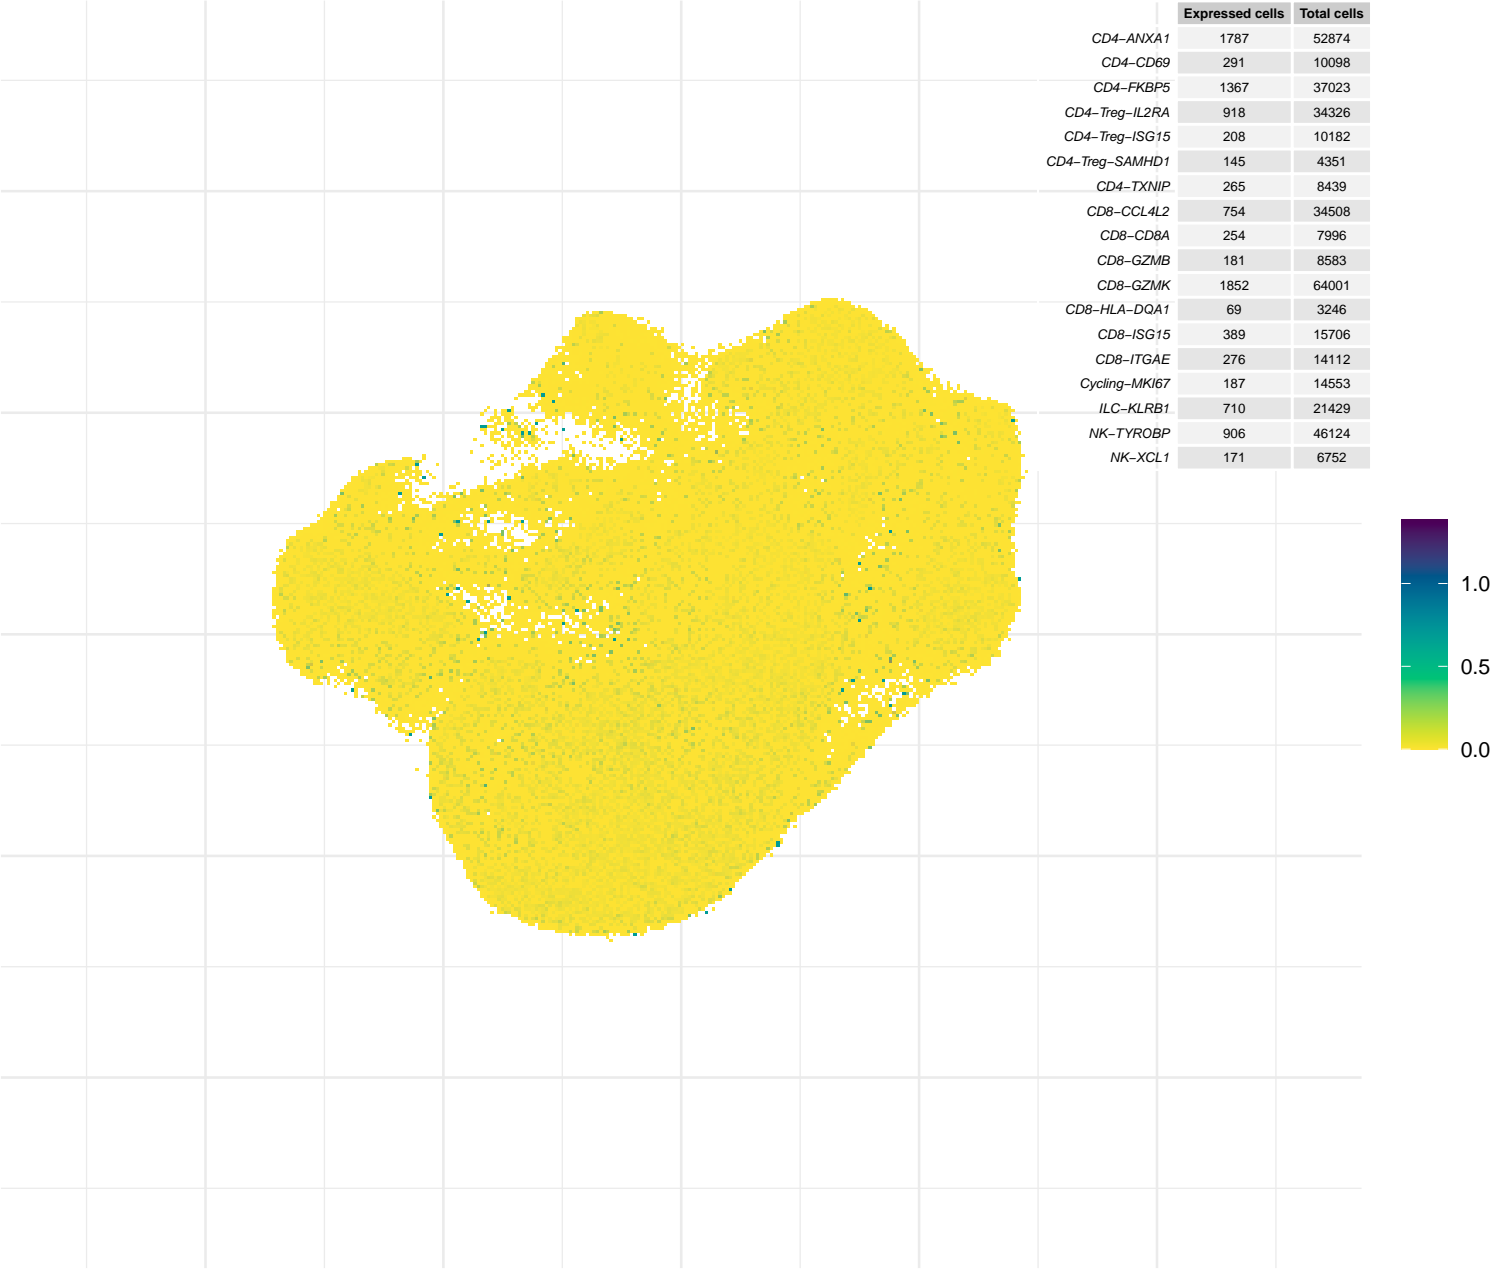 Expressed cells Total cells
CD4−ANXA1 1787 52874
CD4−CD69 291 10098
CD4−FKBP5 1367 37023
CD4−Treg−IL2RA 918 34326
CD4−Treg−ISG15 208 10182
CD4−Treg−SAMHD1 145 4351
CD4−TXNIP 265 8439
CD8−CCL4L2 754 34508
CD8−CD8A 254 7996
CD8−GZMB 181 8583
CD8−GZMK 1852 64001
CD8−HLA−DQA1 69 3246
CD8−ISG15 389 15706
CD8−ITGAE 276 14112
Cycling−MKI67 187 14553
ILC−KLRB1 710 21429
NK−TYROBP 906 46124
NK−XCL1 171 6752
1.0
0.5
0.0